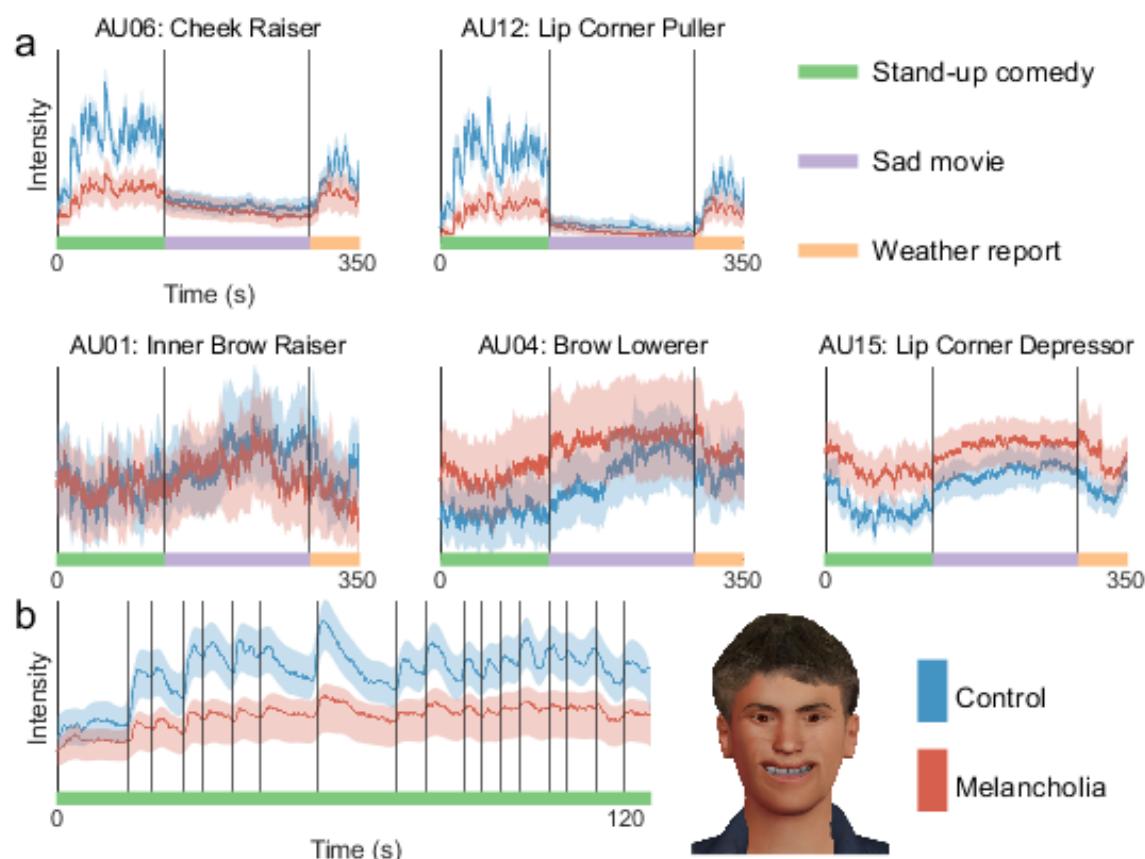 a
AU06: Cheek Raiser
AU12: Lip Corner Puller
Intensity
0
350
Time (s)
0
350
Stand-up comedy
Sad movie
Weather report
AU01: Inner Brow Raiser
AU04: Brow Lowerer
AU15: Lip Corner Depressor
0
350
0
350
0
350
b
Intensity
0
120
Time (s)
Control
Melancholia